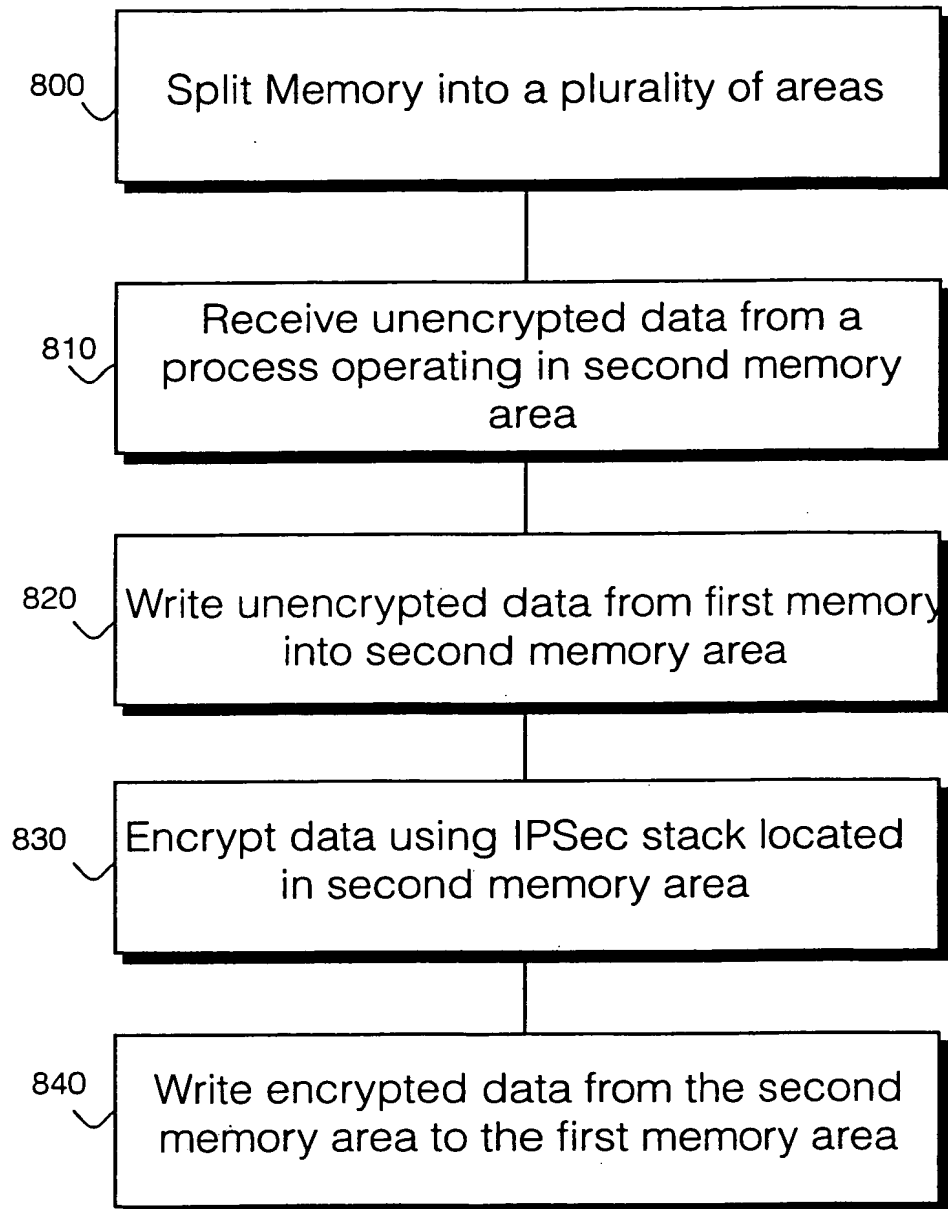 800
Split Memory into a plurality of areas
810
Receive unencrypted data from a
process operating in second memory
area
820
Write unencrypted data from first memory
into second memory area
830
Encrypt data using IPSec stack located
in second memory area
840
Write encrypted data from the second
memory area to the first memory area